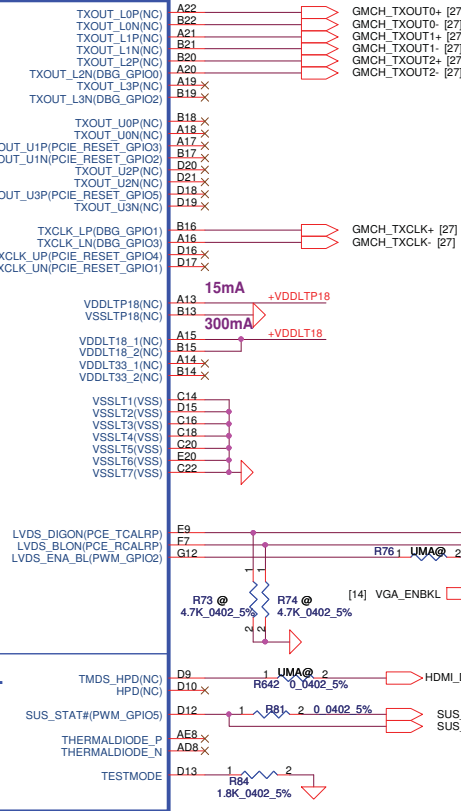 TXOUT_L0P(NC) A22 GMCH_TXOUT0+ [27
TXOUT_L0N(NC) B22 GMCH_TXOUT0- [27]
TXOUT_L1P(NC) A21 GMCH_TXOUT1+ [27
TXOUT_L1N(NC) B21 GMCH_TXOUT1- [27]
TXOUT_L2P(NC) B20 GMCH_TXOUT2+ [27
TXOUT_L2N(DBG_GPIO0) A20 GMCH_TXOUT2- [27]
TXOUT_L3P(NC) A19
TXOUT_L3N(DBG_GPIO2) B19
TXOUT_U0P(NC) B18
TXOUT_U0N(NC) A18
OUT_U1P(PCIE_RESET_GPIO3) A17
OUT_U1N(PCIE_RESET_GPIO2) B17
TXOUT_U2P(NC) D20
TXOUT_U2N(NC) D21
OUT_U3P(PCIE_RESET_GPIO5) D18
TXOUT_U3N(NC) D19
TXCLK_LP(DBG_GPIO1) B16 GMCH_TXCLK+ [27]
TXCLK_LN(DBG_GPIO3) A16 GMCH_TXCLK- [27]
XCLK_UP(PCIE_RESET_GPIO4) D16
XCLK_UN(PCIE_RESET_GPIO1) D17
15mA
VDDLTP18(NC) A13 +VDDLTP18
VSSLTP18(NC) B13
300mA
VDDLT18_1(NC) A15 +VDDLT18
VDDLT18_2(NC) B15
VDDLT33_1(NC) A14
VDDLT33_2(NC) B14
VSSLT1(VSS) C14
VSSLT2(VSS) D15
VSSLT3(VSS) C16
VSSLT4(VSS) C18
VSSLT5(VSS) C20
VSSLT6(VSS) E20
VSSLT7(VSS) C22
LVDS_DIGON(PCE_TCALRP) E9
LVDS_BLON(PCE_RCALRP) F7
LVDS_ENA_BL(PWM_GPIO2) G12 R76 1 UMA@ 2
1 1
R73 @ R74 @ [14] VGA_ENBKL
4.7K_0402_5% 4.7K_0402_5%
2 2
TMDS_HPD(NC) D9 1 UMA@ 2 HDMI_
HPD(NC) D10 R642 0_0402_5%
SUS_STAT#(PWM_GPIO5) D12 1 R81 2 0_0402_5% SUS_
SUS_
THERMALDIODE_P AE8
THERMALDIODE_N AD8
TESTMODE D13 1 2
R84
1.8K_0402_5%